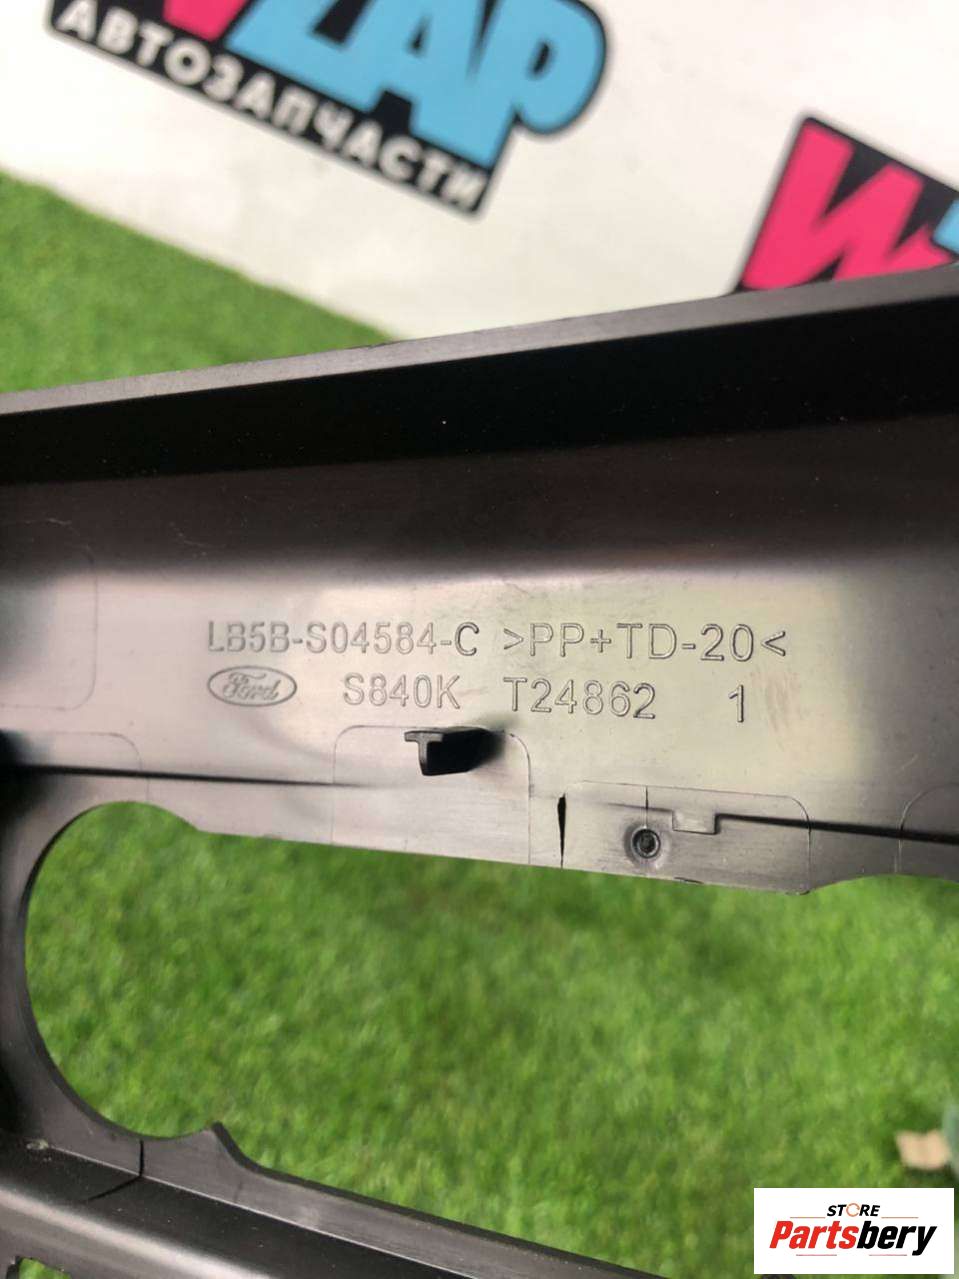 WZAP
АВТОЗАПЧАСТИ
LB5B-S04584-C >PP+TD-20<
Ford S840K T24862 1
STORE
Partsbery